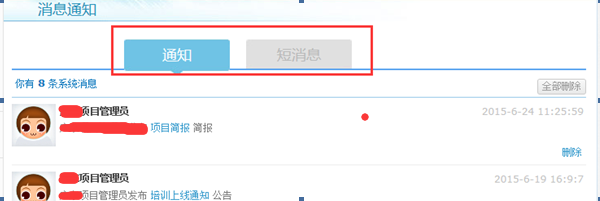 消息通知
通知 短消息
你有 8 条系统消息 全部删除
项目管理员 2015-6-24 11:25:59
项目简报 简报
删除
项目管理员 2015-6-19 16:9:7
项目管理员发布 培训上线通知 公告